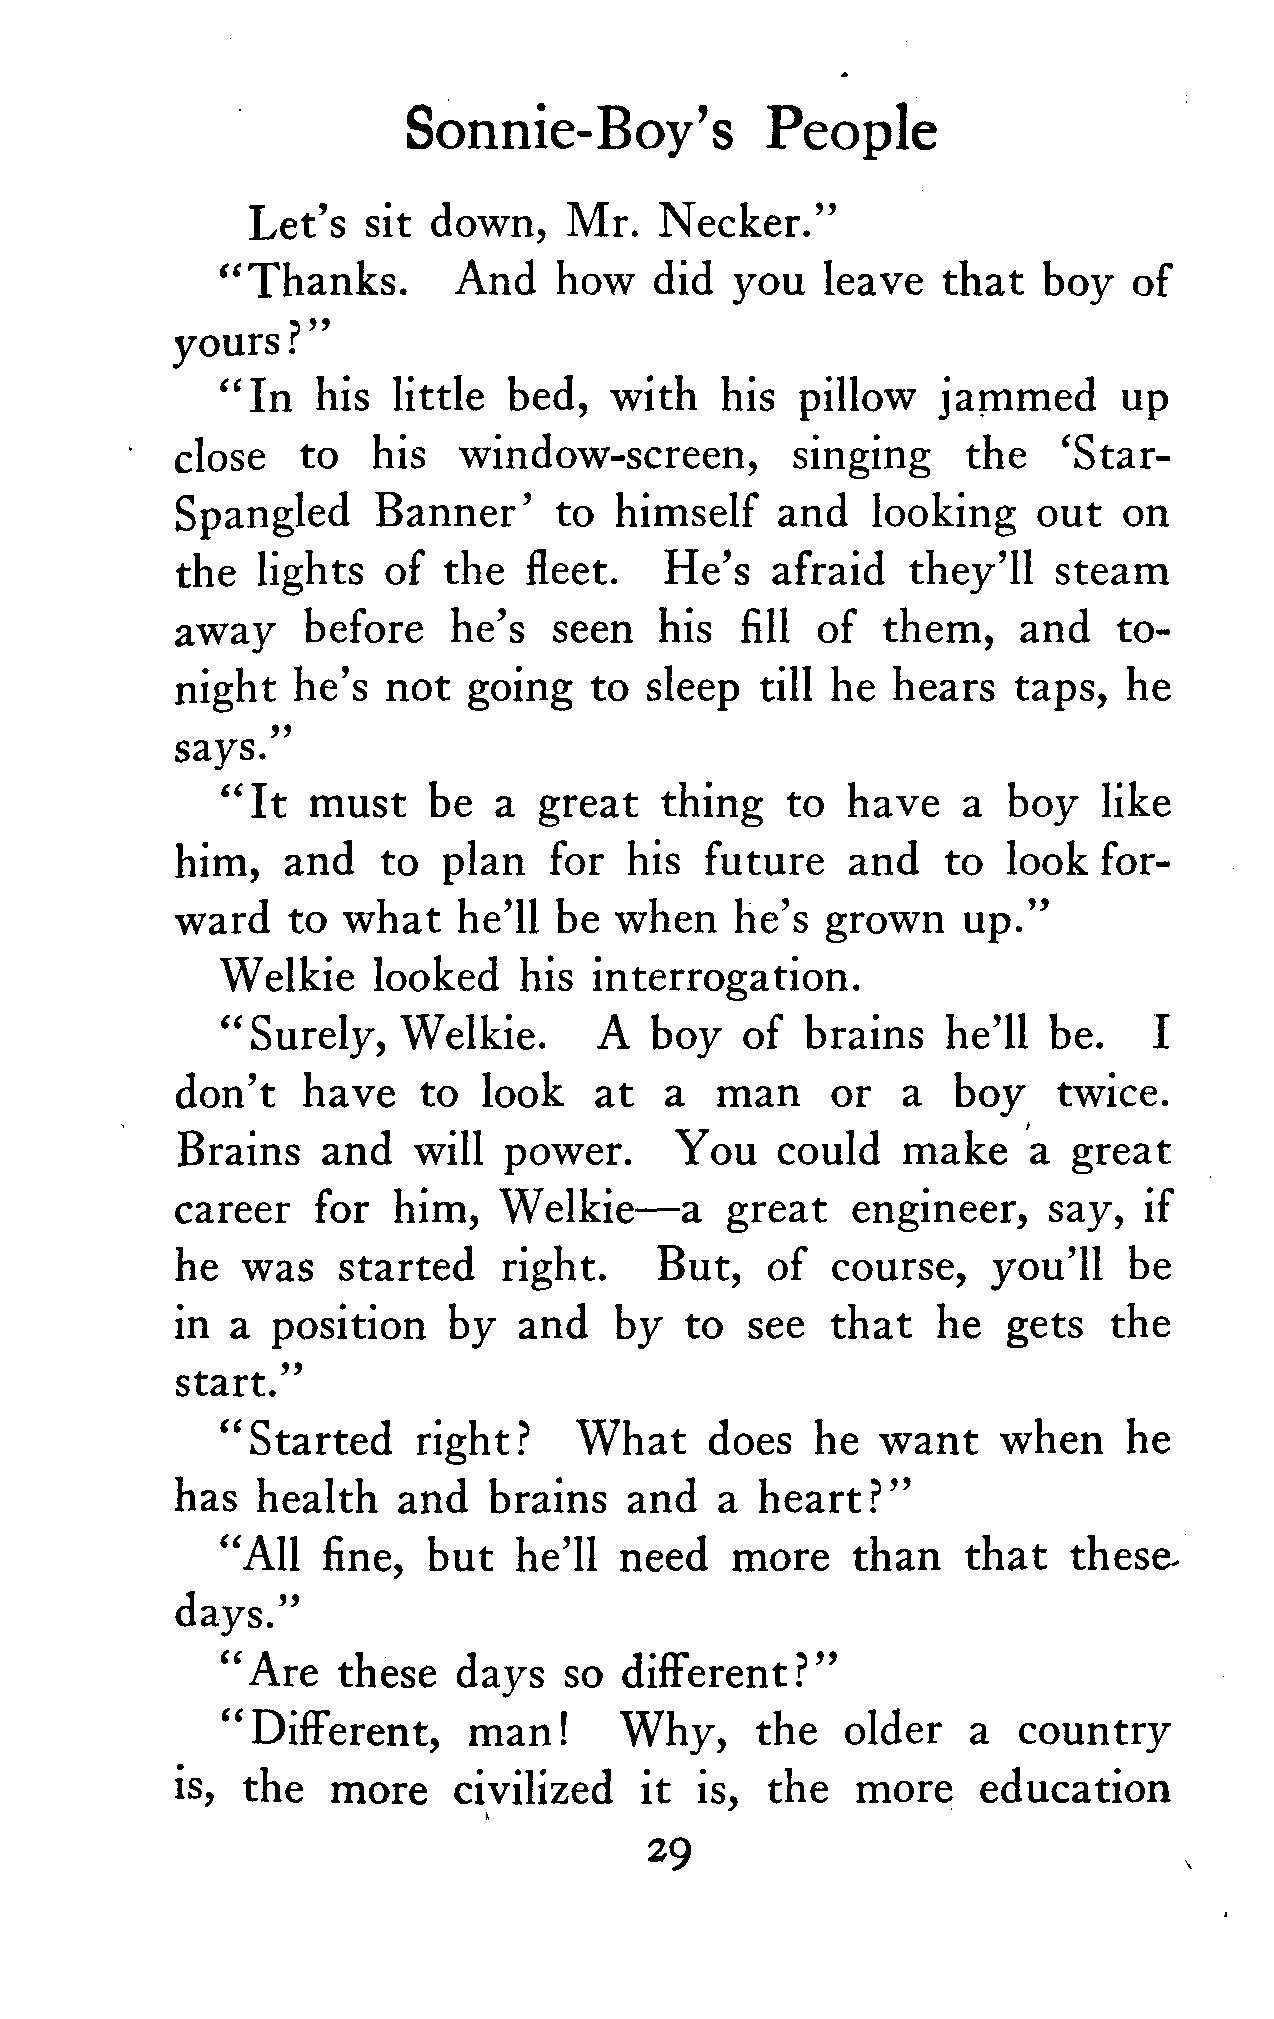 Sonnie-Boy's People
Let's sit down, Mr. Necker."
"Thanks. And how did you leave that boy of
yours?"
"In his little bed, with his pillow jammed up
close to his window-screen, singing the 'Star-
Spangled Banner' to himself and looking out on
the lights of the fleet. He's afraid they'll steam
away before he's seen his fill of them, and to-
night he's not going to sleep till he hears taps, he
says."
"It must be a great thing to have a boy like
him, and to plan for his future and to look for-
ward to what he'll be when he's grown up."
Welkie looked his interrogation.
"Surely, Welkie. A boy of brains he'll be. I
don't have to look at a man or a boy twice.
Brains and will power. You could make a great
career for him, Welkie—a great engineer, say, if
he was started right. But, of course, you'll be
in a position by and by to see that he gets the
start."
"Started right? What does he want when he
has health and brains and a heart?"
"All fine, but he'll need more than that these
days."
"Are these days so different?"
"Different, man! Why, the older a country
is, the more civilized it is, the more education
29